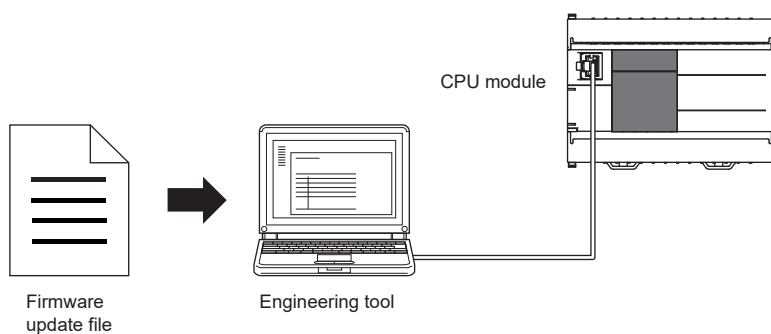 CPU module
Firmware
update file
Engineering tool